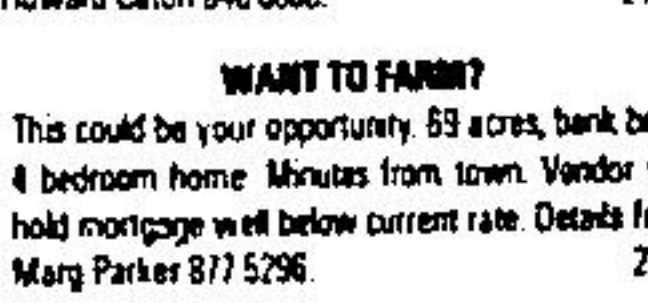 WANT TO FARM?
This could be your opportunity. 69 acres, bank
4 bedroom home. Minutes from town. Vendor
hold mortgage well below current rate. Details
Marg Parker 877 5296.